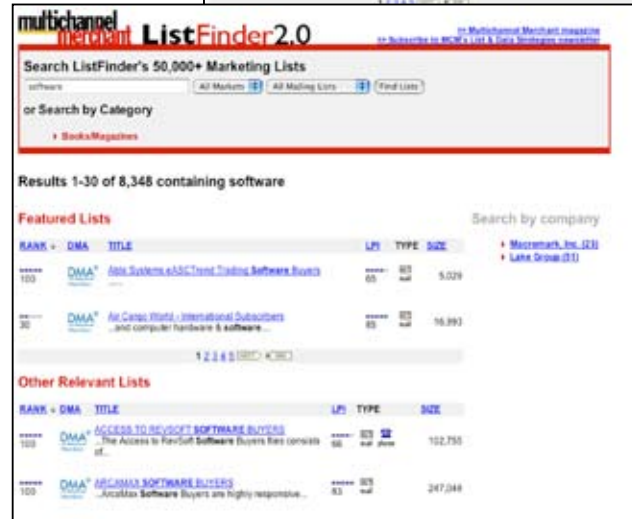 multichannel
merchant ListFinder2.0
>> Multichannel Merchant magazine
>> Subscribe to MCM's List & Data Strategies newsletter
Search ListFinder's 50,000+ Marketing Lists
software All Markets All Mailing Lists Find Lists
or Search by Category
Books/Magazines
Results 1-30 of 8,348 containing software
Featured Lists
Search by company
RANK DMA TITLE LPI TYPE SIZE
Macromark, Inc. (23)
Lake Group (51)
100 DMA Able Systems eASCTrend Trading Software Buyers 65 mail 5,029
.....
30 DMA Air Cargo World - International Subscribers 85 mail 16,993
...and computer hardware & software...
1 2 3 4 5
Other Relevant Lists
RANK DMA TITLE LPI TYPE SIZE
100 DMA ACCESS TO REVSOFT SOFTWARE BUYERS 66 mail phone 102,755
...The Access to RevSoft Software Buyers files consists
of...
100 DMA ARCAMAX SOFTWARE BUYERS 83 mail
...ArcaMax Software Buyers are highly responsive...